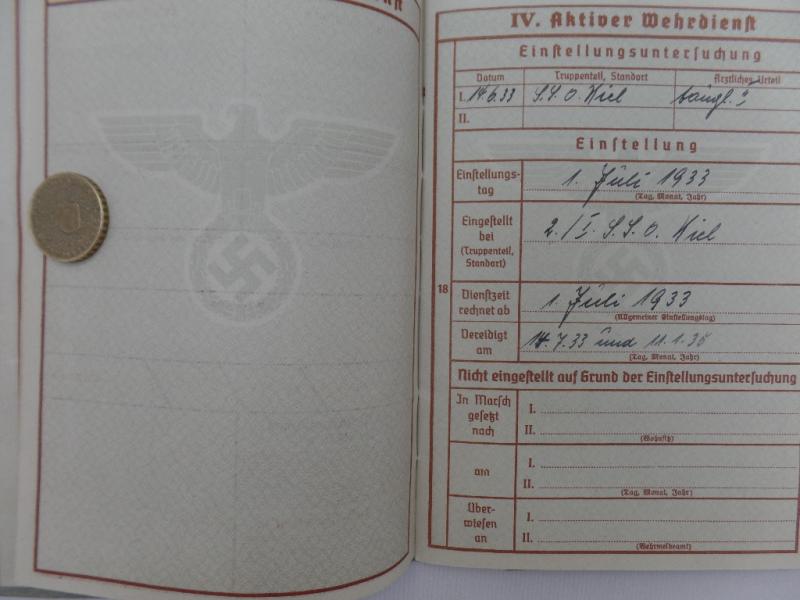 IV. Aktiver Wehrdienst
Einstellungsuntersuchung
Datum Truppenteil, Standort Ärztliches Urteil
I. 14.6.33 S.S.O. Kiel taugl. I
II.
Einstellung
Einstellungs-
tag
1. Juli 1933
(Tag, Monat, Jahr)
Eingestellt
bei
(Truppenteil,
Standort)
2./I. S.S.O. Kiel
18
Dienstzeit
rechnet ab
1. Juli 1933
(Allgemeiner Einstellungstag)
Vereidigt
am
14.7.33 und 11.1.35
(Tag, Monat, Jahr)
Nicht eingestellt auf Grund der Einstellungsuntersuchung
In Marsch
gesetzt
nach
I.
II.
(Wohnsitz)
am
I.
II.
(Tag, Monat, Jahr)
Über-
wiesen
an
I.
II.
(Wehrmeldeamt)